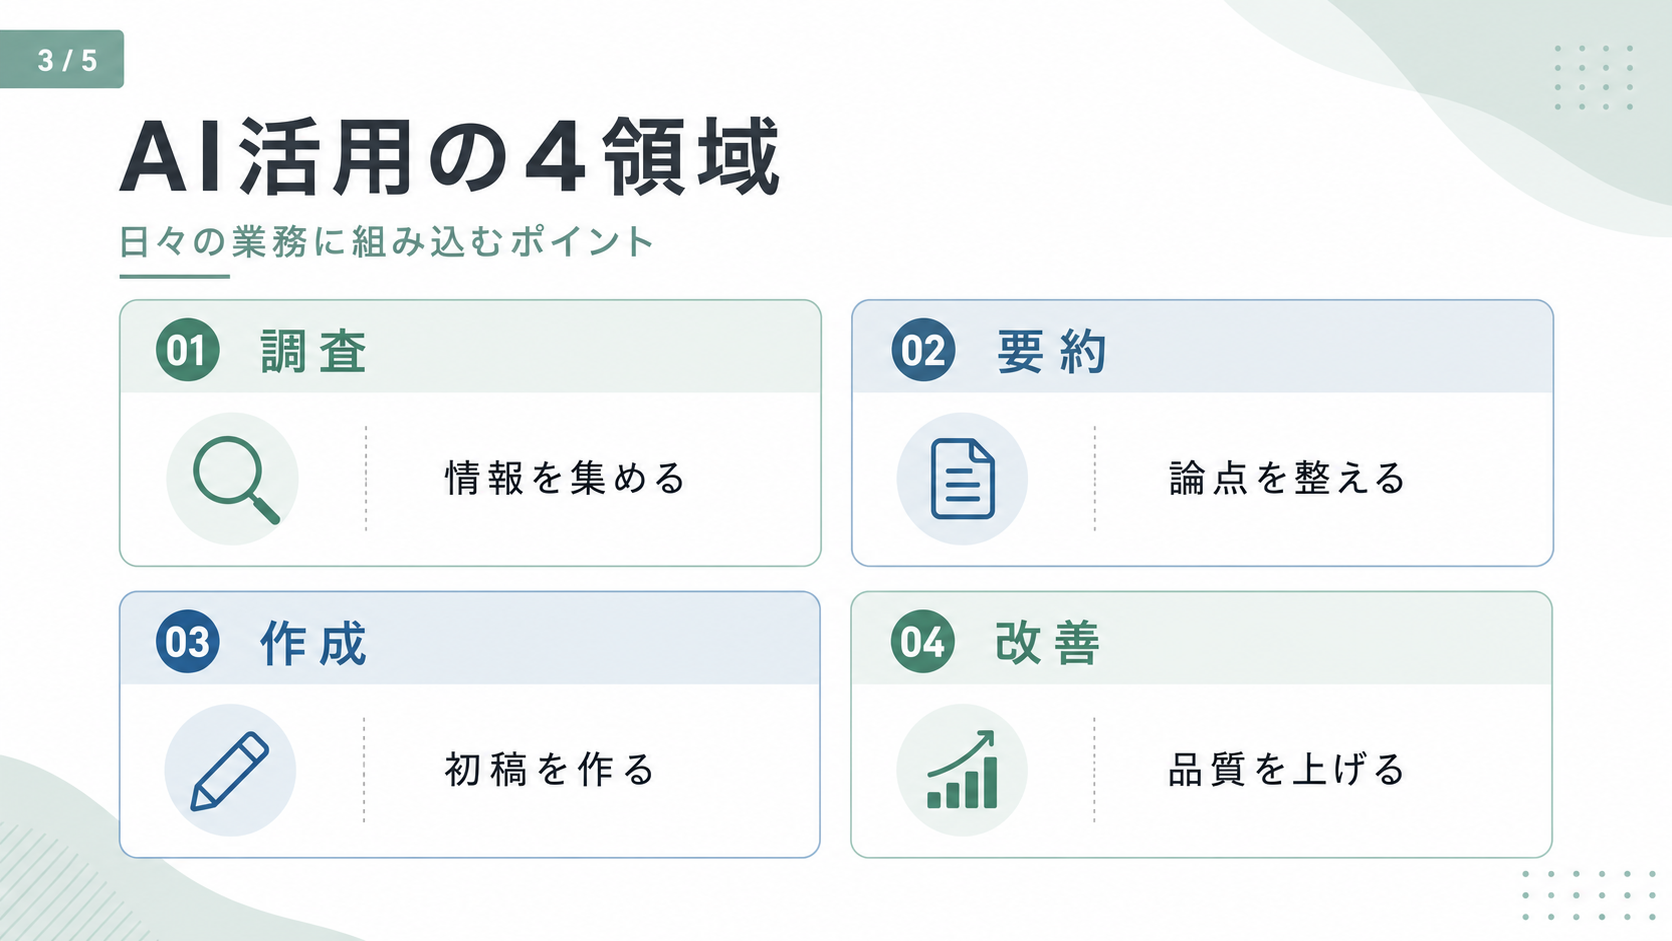 3 / 5
AI活用の4領域
日々の業務に組み込むポイント
01 調査
情報を集める
02 要約
論点を整える
03 作成
初稿を作る
04 改善
品質を上げる